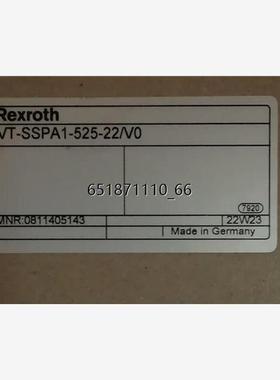 Rexroth
VT-SSPA1-525-22/V0
651871110_66
7920
MNR:0811405143
22W23
Made in Germany